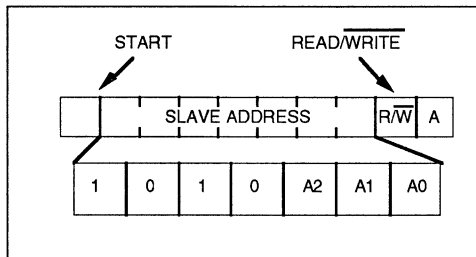 START READ/WRITE
SLAVE ADDRESS R/W A
1 0 1 0 A2 A1 A0